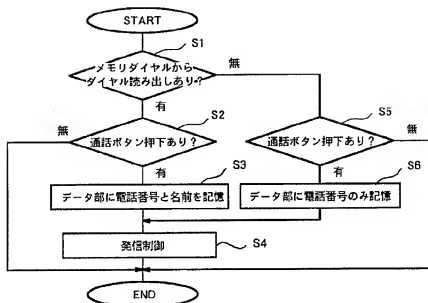 START
S1
メモリダイヤルから
ダイヤル読み出しあり?
無
有
S2
S5
無
通話ボタン押下あり?
通話ボタン押下あり?
無
有
S3
有
S6
データ部に電話番号と名前を記憶
データ部に電話番号のみ記憶
発信制御
S4
END